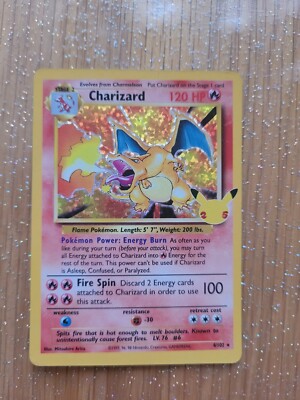 STAGE 2
Evolves from Charmeleon
Put Charizard on the Stage 1 card
Charizard
120 HP
25
Flame Pokémon. Length: 5' 7", Weight: 200 lbs.
Pokémon Power: Energy Burn As often as you
like during your turn (before your attack), you may turn
all Energy attached to Charizard into Energy for the rest
of the turn. This power can't be used if Charizard
is Asleep, Confused, or Paralyzed.
Fire Spin Discard 2 Energy cards
attached to Charizard in order to use
this attack.
100
weakness
resistance
-30
retreat cost
Spits fire that is hot enough to melt boulders. Known to
unintentionally cause forest fires. LV. 76 #6
Illus. Mitsuhiro Arita
4/102